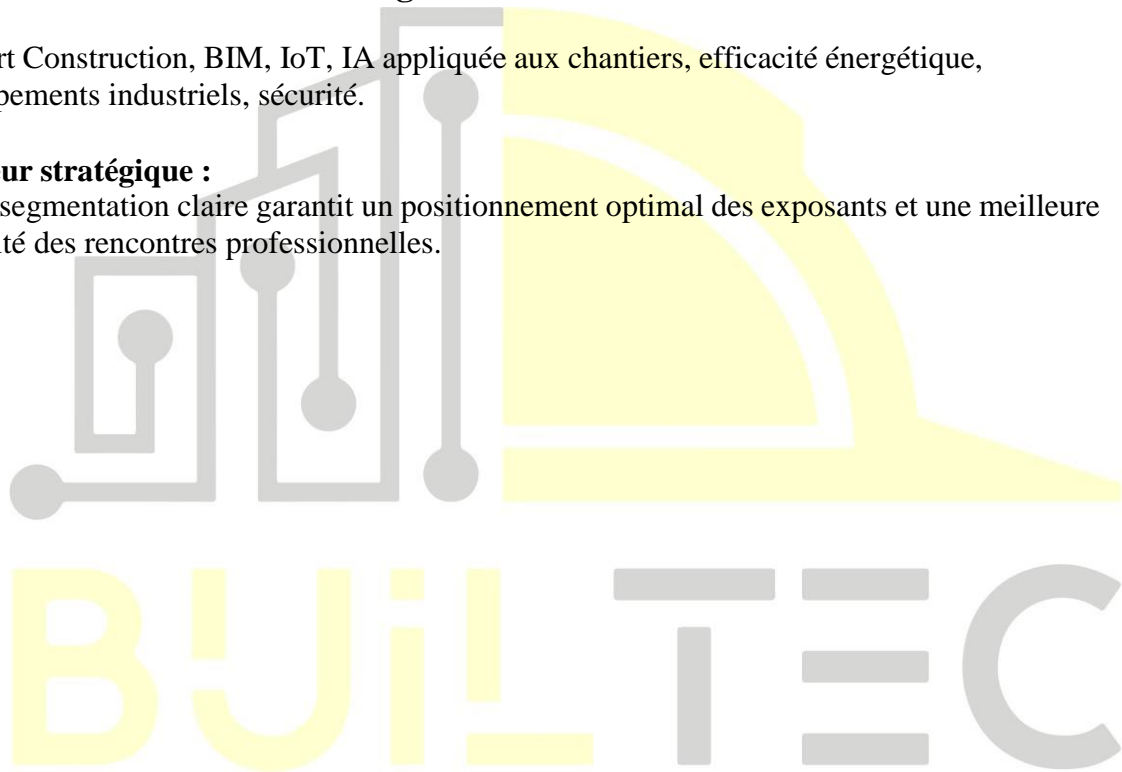 rt Construction, BIM, IoT, IA appliquée aux chantiers, efficacité énergétique,
pements industriels, sécurité.
ur stratégique :
segmentation claire garantit un positionnement optimal des exposants et une meilleure
ité des rencontres professionnelles.
BUiLTEC